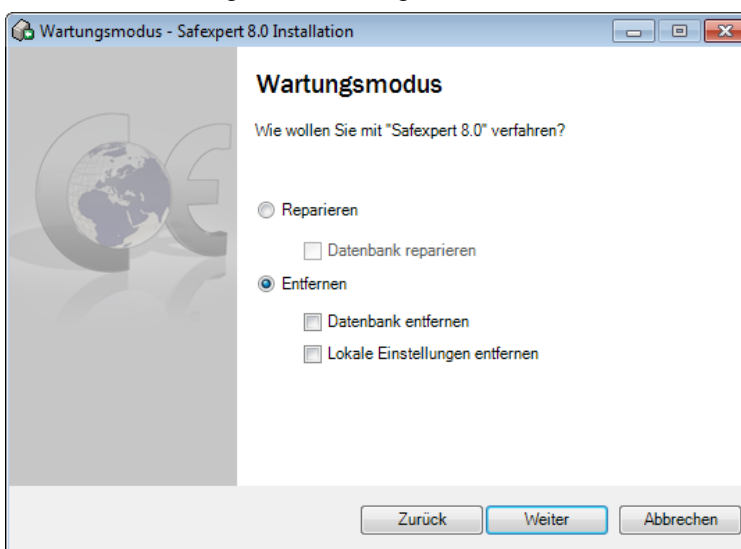 Wartungsmodus - Safexpert 8.0 Installation
Wartungsmodus
Wie wollen Sie mit "Safexpert 8.0" verfahren?
Reparieren
Datenbank reparieren
Entfernen
Datenbank entfernen
Lokale Einstellungen entfernen
Zurück
Weiter
Abbrechen